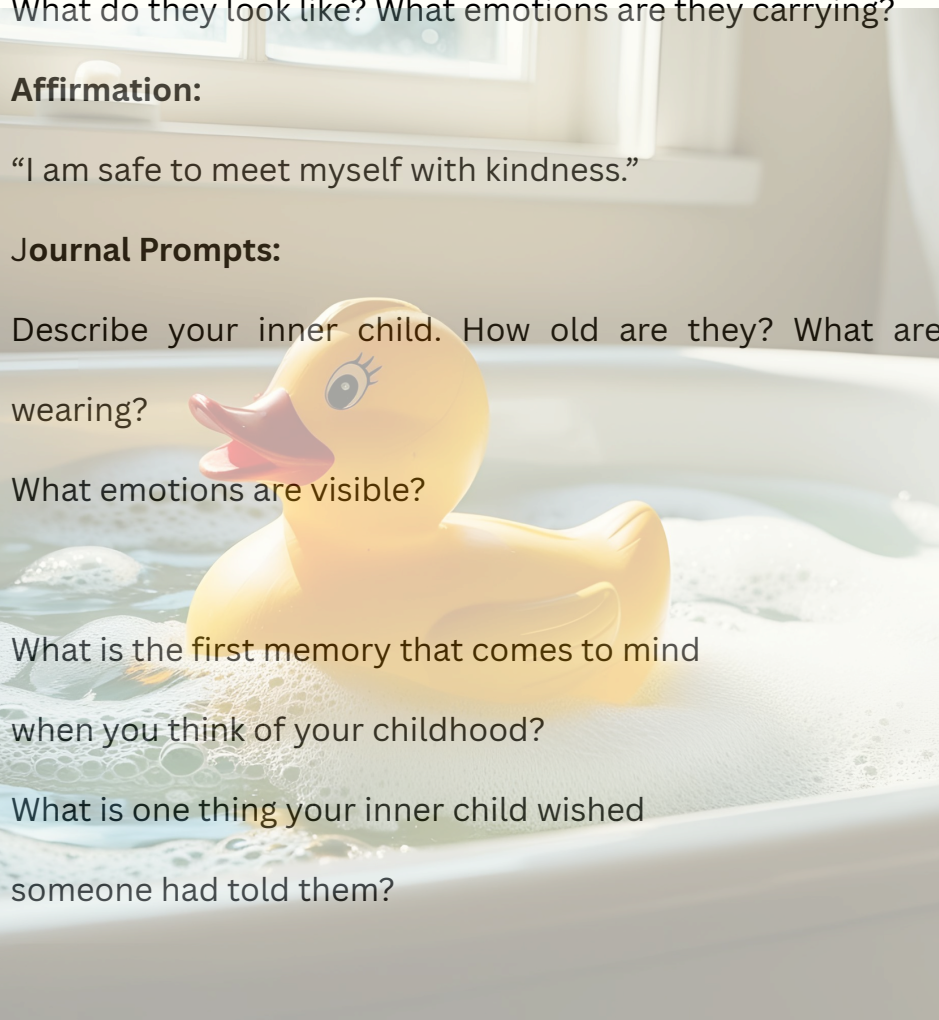 What do they look like? What emotions are they carrying?
Affirmation:
“I am safe to meet myself with kindness.”
Journal Prompts:
Describe your inner child. How old are they? What are
wearing?
What emotions are visible?
What is the first memory that comes to mind
when you think of your childhood?
What is one thing your inner child wished
someone had told them?